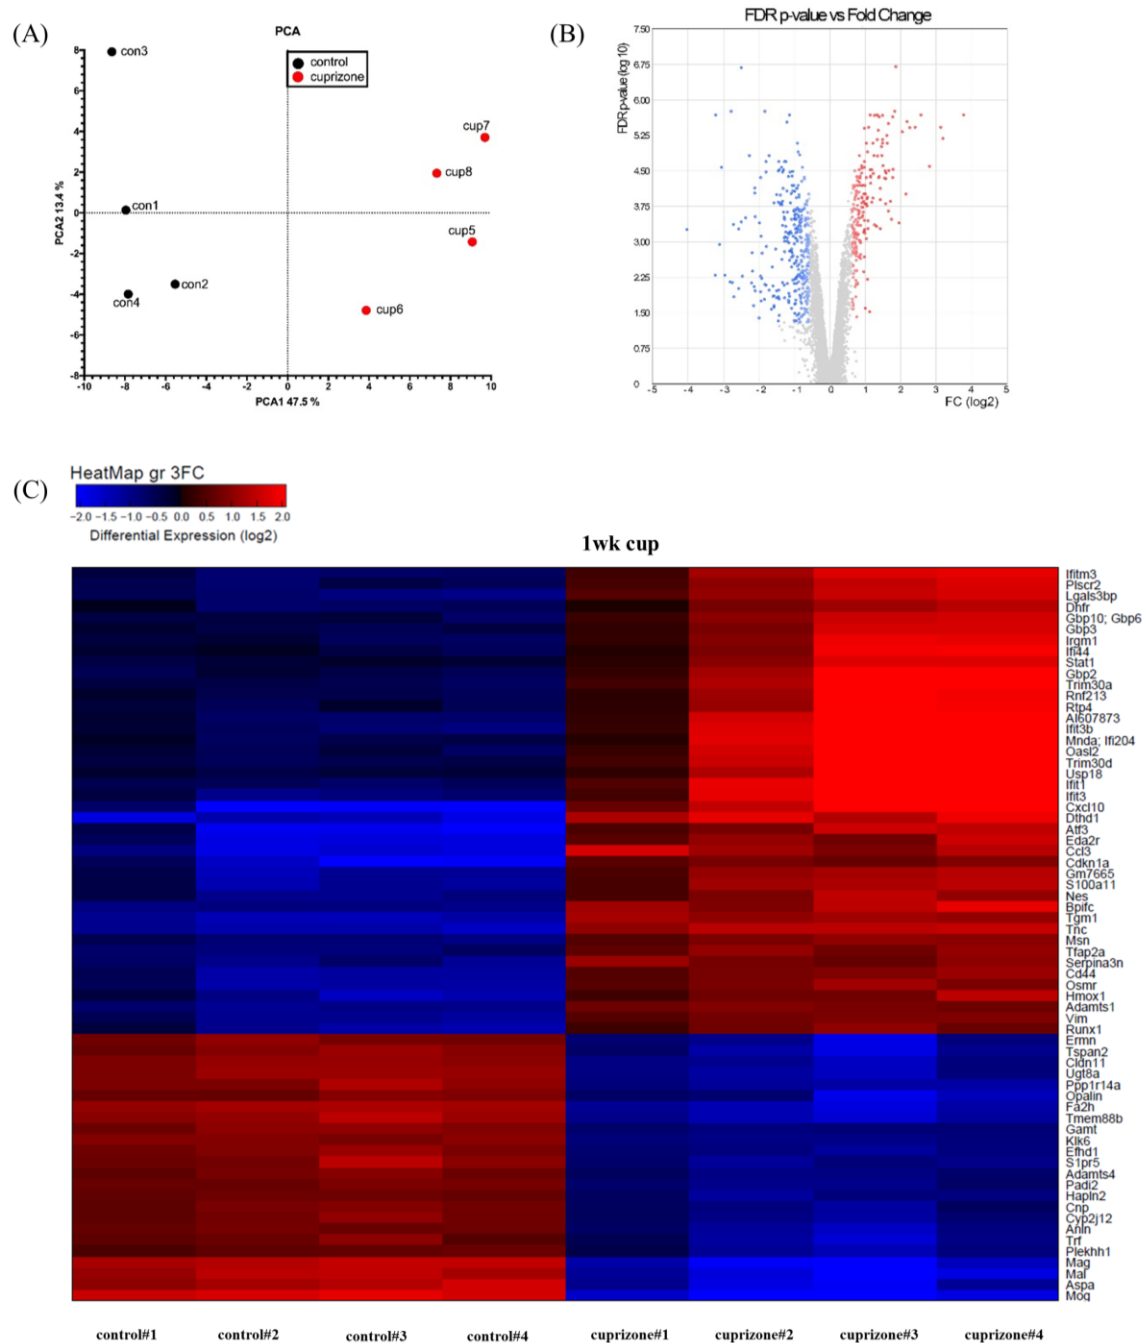 (A)
PCA
control
cuprizone
con3
cup7
cup8
con1
cup5
con2
con4
cup6
PCA2 13.4 %
8
6
4
2
0
-2
-4
-6
-8
-10 -8 -6 -4 -2 0 2 4 6 8 10
PCA1 47.5 %
(B)
FDR p-value vs Fold Change
FDR p-value (log 10)
7.50
6.75
6.00
5.25
4.50
3.75
3.00
2.25
1.50
0.75
0
-5 -4 -3 -2 -1 0 1 2 3 4 5
FC (log2)
(C)
HeatMap gr 3FC
-2.0 -1.5 -1.0 -0.5 0.0 0.5 1.0 1.5 2.0
Differential Expression (log2)
1wk cup
Ifitm3
Plscr2
Lgals3bp
Dhfr
Gbp10; Gbp6
Gbp3
Irgm1
Ifi44
Stat1
Gbp2
Trim30a
Rnf213
Rtp4
AI607873
Ifit3b
Mnda; Ifi204
Oasl2
Trim30d
Usp18
Ifit1
Ifit3
Cxcl10
Dthd1
Atf3
Eda2r
Ccl3
Cdkn1a
Gm7665
S100a11
Nes
Bpifc
Tgm1
Tnc
Msn
Tfap2a
Serpina3n
Cd44
Osmr
Hmox1
Adamts1
Vim
Runx1
Ermn
Tspan2
Cldn11
Ugt8a
Ppp1r14a
Opalin
Fa2h
Tmem88b
Gamt
Klk6
Efhd1
S1pr5
Adamts4
Padi2
Hapln2
Cnp
Cyp2j12
Anln
Trf
Plekhh1
Mag
Mal
Aspa
Mog
control#1 control#2 control#3 control#4 cuprizone#1 cuprizone#2 cuprizone#3 cuprizone#4